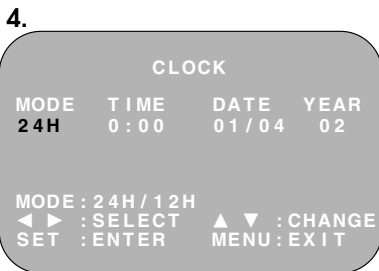 4.
CLOCK
MODE TIME DATE YEAR
24H 0:00 01/04 02
MODE:24H/12H
◀ ▶ :SELECT ▲ ▼ :CHANGE
SET :ENTER MENU:EXIT